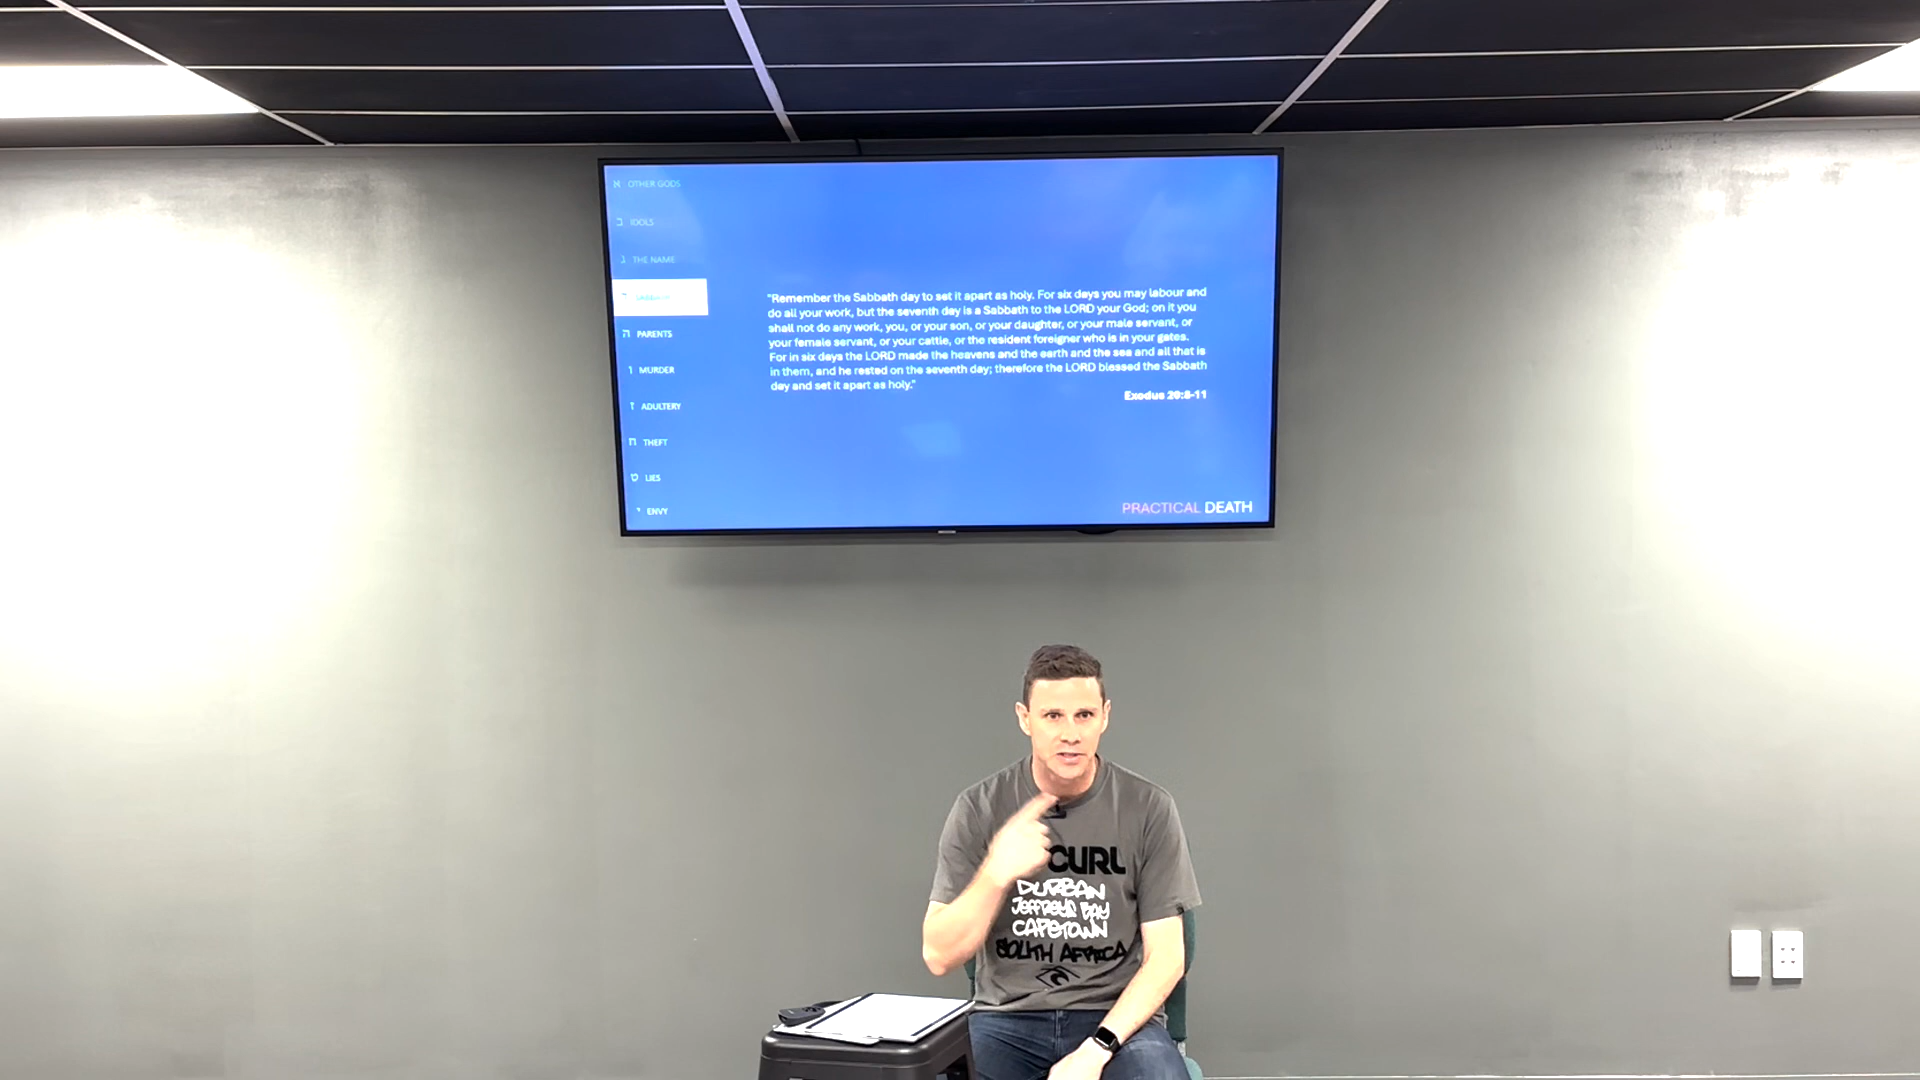 א OTHER GODS
ב IDOLS
ג THE NAME
ד SABBATH
ה PARENTS
ו MURDER
ז ADULTERY
ח THEFT
ט LIES
י ENVY
"Remember the Sabbath day to set it apart as holy. For six days you may labour and
do all your work, but the seventh day is a Sabbath to the LORD your God; on it you
shall not do any work, you, or your son, or your daughter, or your male servant, or
your female servant, or your cattle, or the resident foreigner who is in your gates.
For in six days the LORD made the heavens and the earth and the sea and all that is
in them, and he rested on the seventh day; therefore the LORD blessed the Sabbath
day and set it apart as holy."
Exodus 20:8-11
PRACTICAL DEATH
CURL
DURBAN
JEFFREYS BAY
CAPETOWN
SOUTH AFRICA